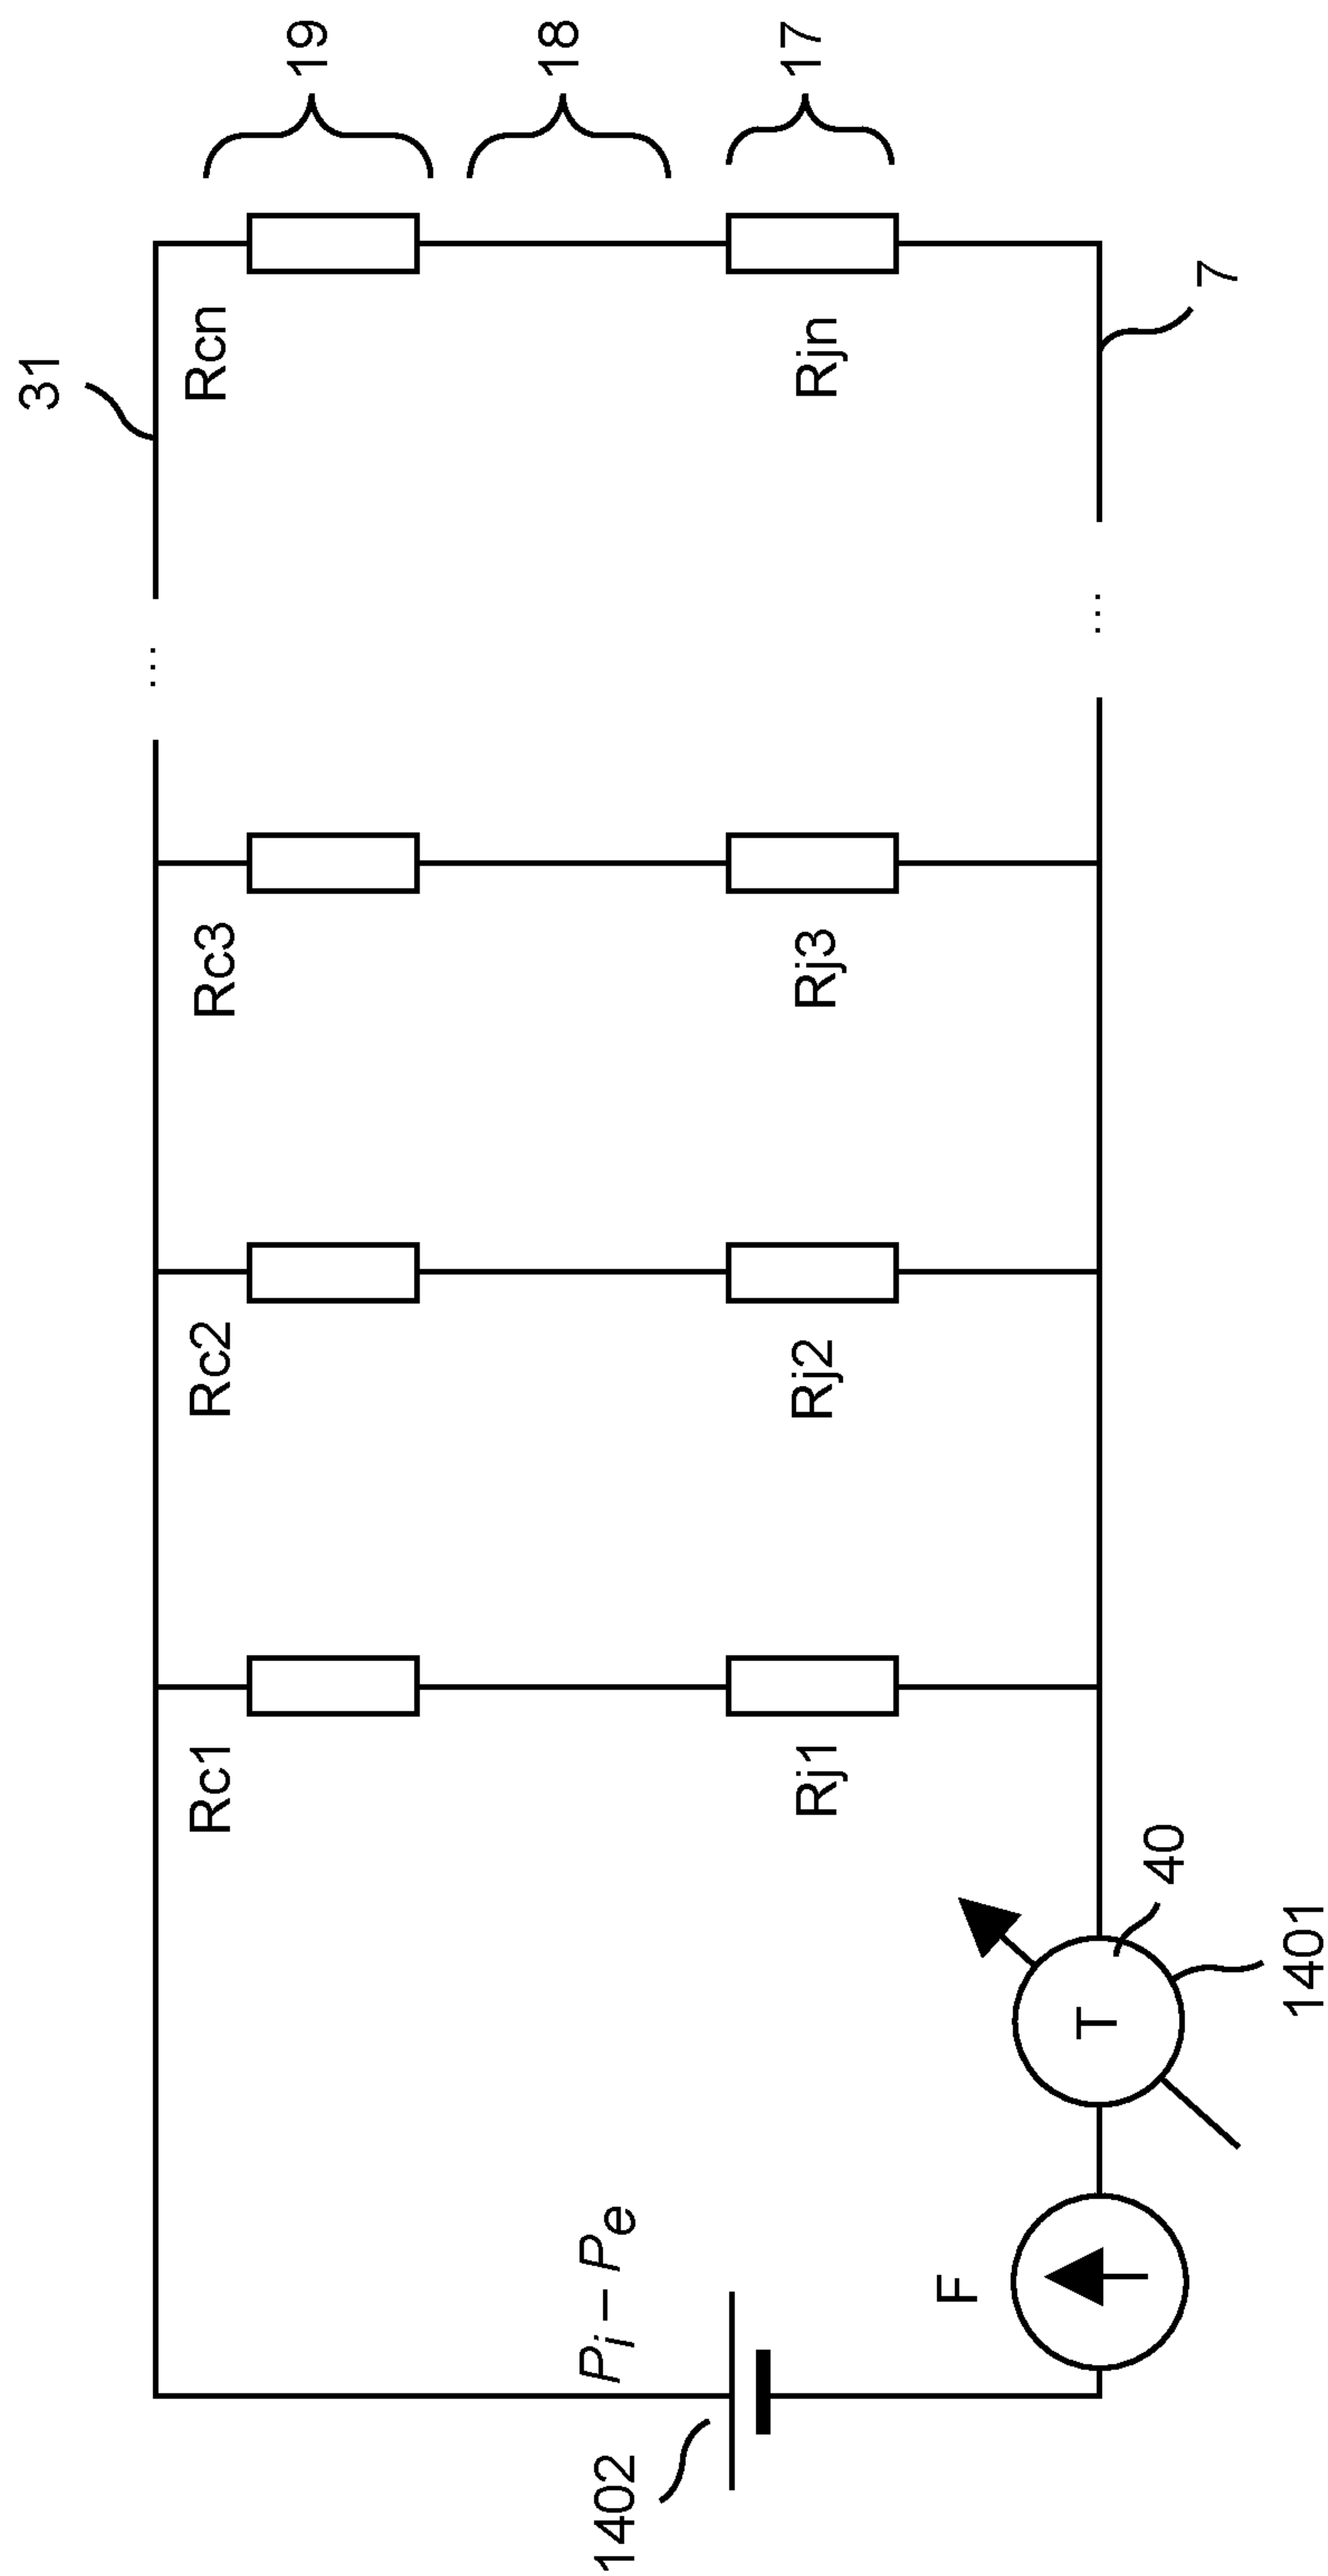 31
19
18
17
7
Rc1
Rc2
Rc3
Rcn
...
Rj1
Rj2
Rj3
Rjn
...
1402
Pi – Pe
F
T
40
1401